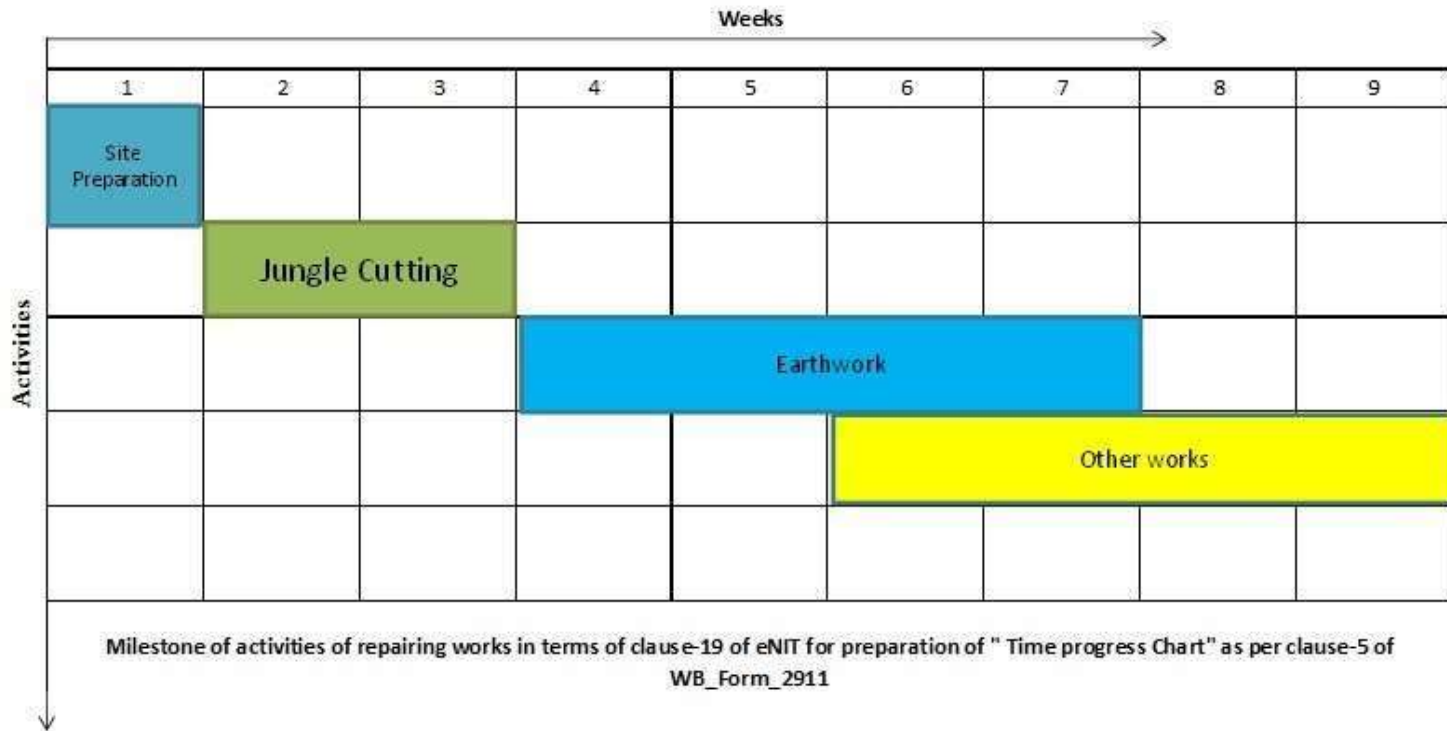 Weeks
1 2 3 4 5 6 7 8 9
Site
Preparation
Jungle Cutting
Activities
Earthwork
Other works
Milestone of activities of repairing works in terms of clause-19 of eNIT for preparation of " Time progress Chart" as per clause-5 of
WB_Form_2911